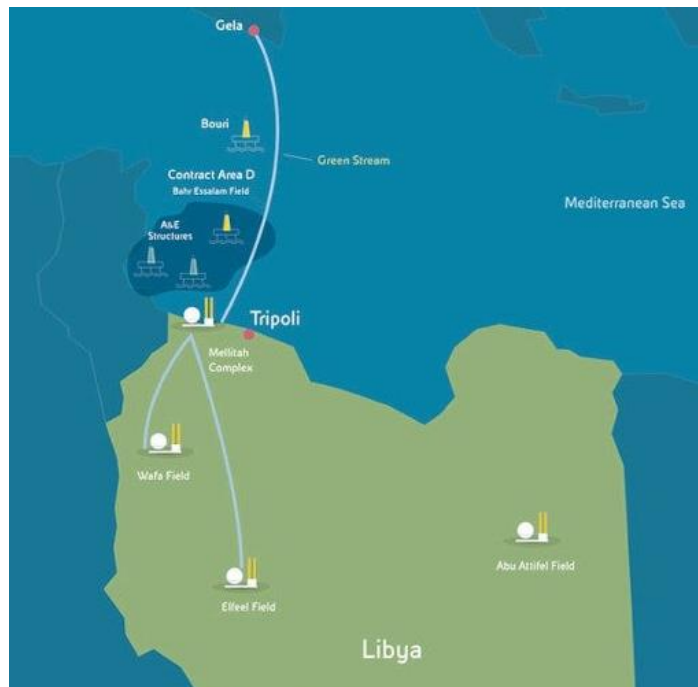 Gela
Bouri
Green Stream
Contract Area D
Bahr Essalam Field
Mediterranean Sea
A&E
Structures
Tripoli
Mellitah
Complex
Wafa Field
Abu Attifel Field
Elfeel Field
Libya